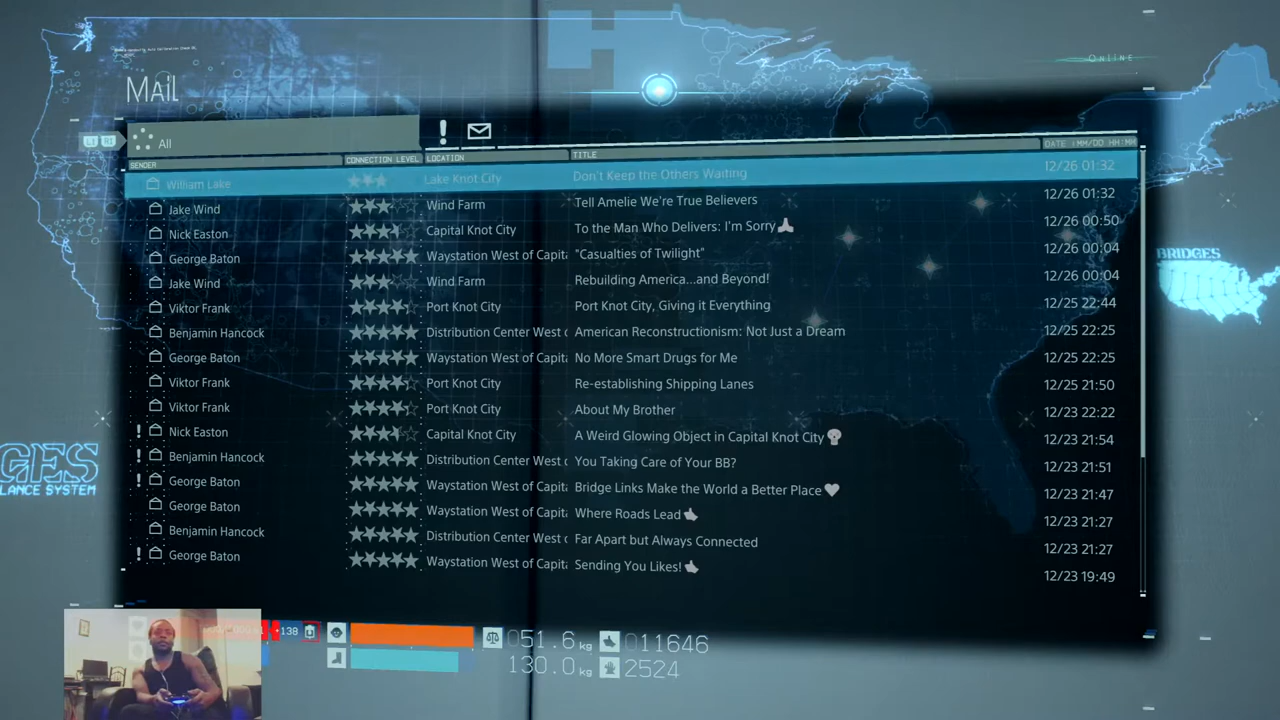 ONLINE
MAIL
L1 R1 All
SENDER CONNECTION LEVEL LOCATION TITLE DATE (MM/DD HH:MM)
William Lake Lake Knot City Don't Keep the Others Waiting 12/26 01:32
Jake Wind Wind Farm Tell Amelie We're True Believers 12/26 01:32
Nick Easton Capital Knot City To the Man Who Delivers: I'm Sorry 12/26 00:50
George Baton Waystation West of Capita "Casualties of Twilight" 12/26 00:04
Jake Wind Wind Farm Rebuilding America...and Beyond! 12/26 00:04
Viktor Frank Port Knot City Port Knot City, Giving it Everything 12/25 22:44
Benjamin Hancock Distribution Center West o American Reconstructionism: Not Just a Dream 12/25 22:25
George Baton Waystation West of Capita No More Smart Drugs for Me 12/25 22:25
Viktor Frank Port Knot City Re-establishing Shipping Lanes 12/25 21:50
Viktor Frank Port Knot City About My Brother 12/23 22:22
! Nick Easton Capital Knot City A Weird Glowing Object in Capital Knot City 12/23 21:54
! Benjamin Hancock Distribution Center West o You Taking Care of Your BB? 12/23 21:51
! George Baton Waystation West of Capita Bridge Links Make the World a Better Place 12/23 21:47
George Baton Waystation West of Capita Where Roads Lead 12/23 21:27
Benjamin Hancock Distribution Center West o Far Apart but Always Connected 12/23 21:27
! George Baton Waystation West of Capita Sending You Likes! 12/23 19:49
BRIDGES
GES
LANCE SYSTEM
138
051.6 kg 011646
130.0 kg 2524